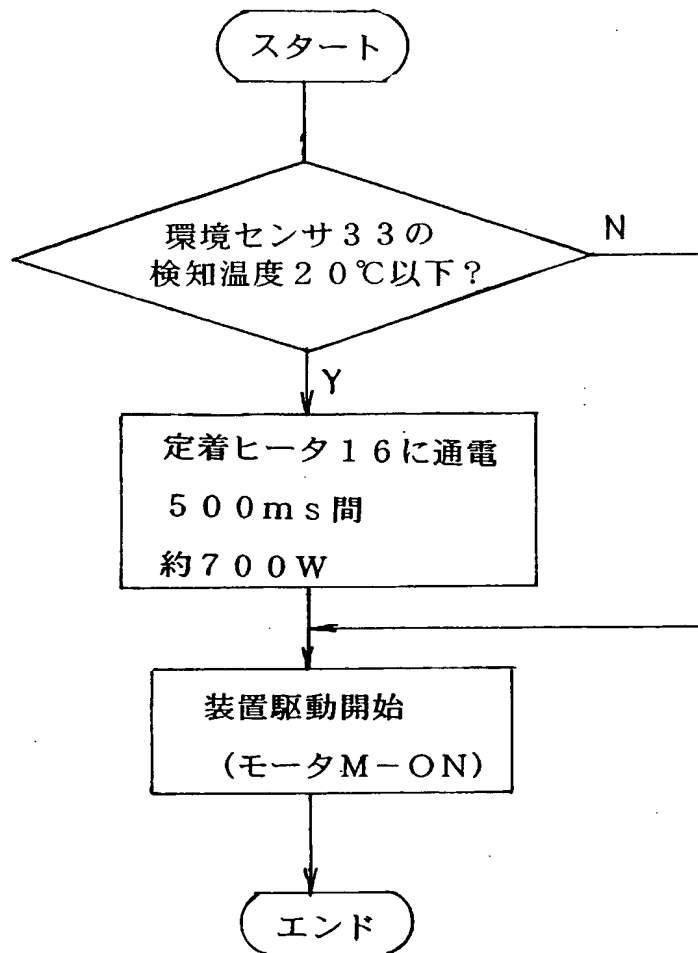 スタート
環境センサ３３の
検知温度２０℃以下？
N
Y
定着ヒータ１６に通電
５００ｍｓ間
約７００Ｗ
装置駆動開始
（モータＭ－ＯＮ）
エンド